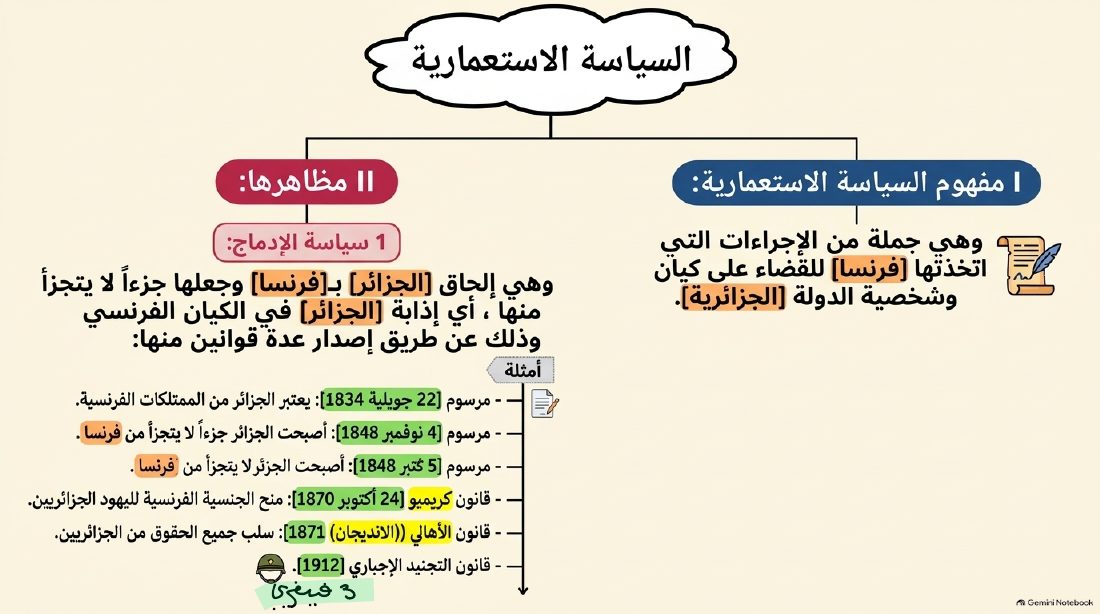 السياسة الاستعمارية
I مفهوم السياسة الاستعمارية:
وهي جملة من الإجراءات التي
اتخذتها [فرنسا] للقضاء على كيان
وشخصية الدولة [الجزائرية].
II مظاهرها:
1 سياسة الإدماج:
وهي إلحاق [الجزائر] بـ[فرنسا] وجعلها جزءاً لا يتجزأ
منها ، أي إذابة [الجزائر] في الكيان الفرنسي
وذلك عن طريق إصدار عدة قوانين منها:
أمثلة
- مرسوم [22 جويلية 1834]: يعتبر الجزائر من الممتلكات الفرنسية.
- مرسوم [4 نوفمبر 1848]: أصبحت الجزائر جزءاً لا يتجزأ من فرنسا.
- مرسوم [5 كتبر 1848]: أصبحت الجزئر لا يتجزأ من فرنسا.
- قانون كريميو [24 أكتوبر 1870]: منح الجنسية الفرنسية لليهود الجزائريين.
- قانون الأهالي ((الانديجان) 1871]: سلب جميع الحقوق من الجزائريين.
- قانون التجنيد الإجباري [1912].
3 فيفري
Gemini Notebook